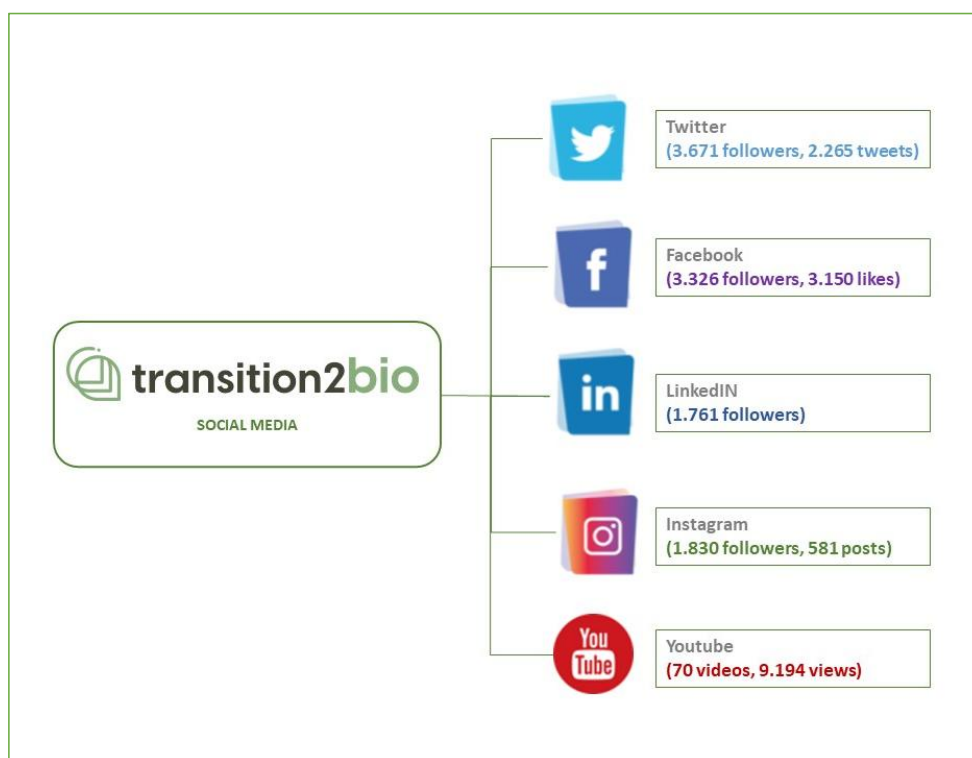 Twitter
(3.671 followers, 2.265 tweets)
Facebook
(3.326 followers, 3.150 likes)
transition2bio
SOCIAL MEDIA
in
LinkedIN
(1.761 followers)
Instagram
(1.830 followers, 581 posts)
You
Tube
Youtube
(70 videos, 9.194 views)